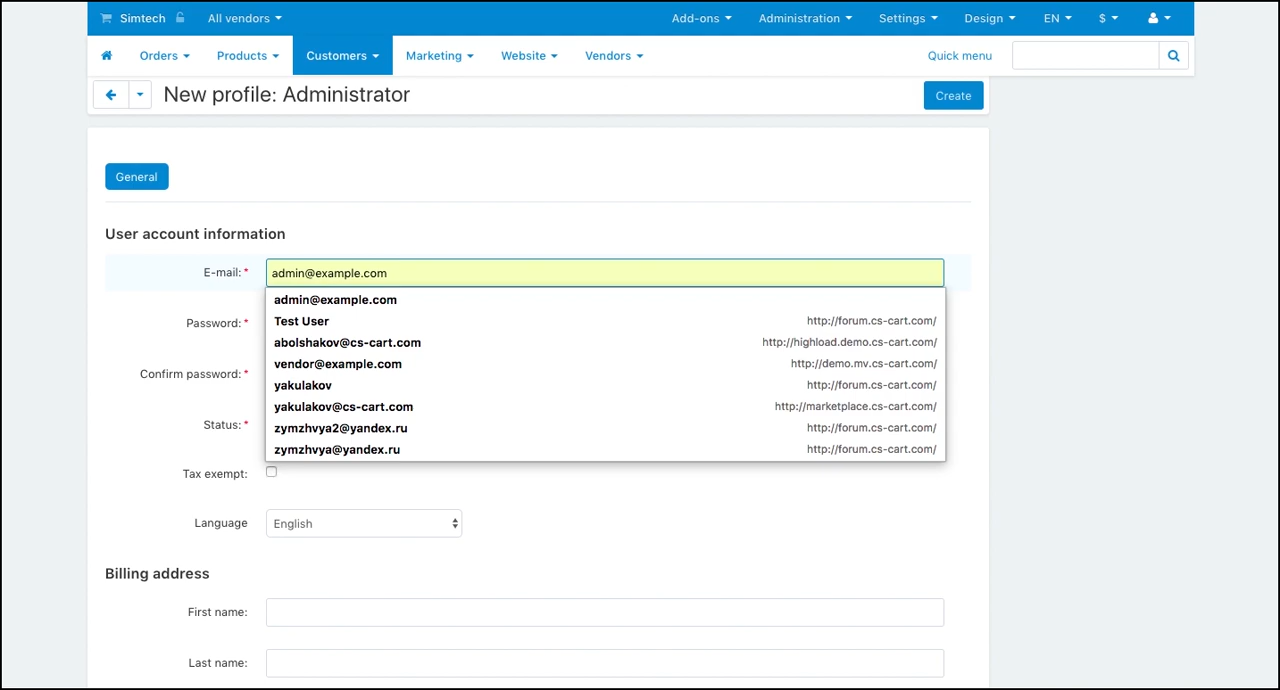 Simtech All vendors Add-ons Administration Settings Design EN $
Orders Products Customers Marketing Website Vendors Quick menu
New profile: Administrator Create
General
User account information
E-mail: * admin@example.com
admin@example.com
Test User http://forum.cs-cart.com/
Password: *
abolshakov@cs-cart.com http://highload.demo.cs-cart.com/
vendor@example.com http://demo.mv.cs-cart.com/
Confirm password: *
yakulakov http://forum.cs-cart.com/
yakulakov@cs-cart.com http://marketplace.cs-cart.com/
Status: *
zymzhvya2@yandex.ru http://forum.cs-cart.com/
zymzhvya@yandex.ru http://forum.cs-cart.com/
Tax exempt:
Language English
Billing address
First name:
Last name: